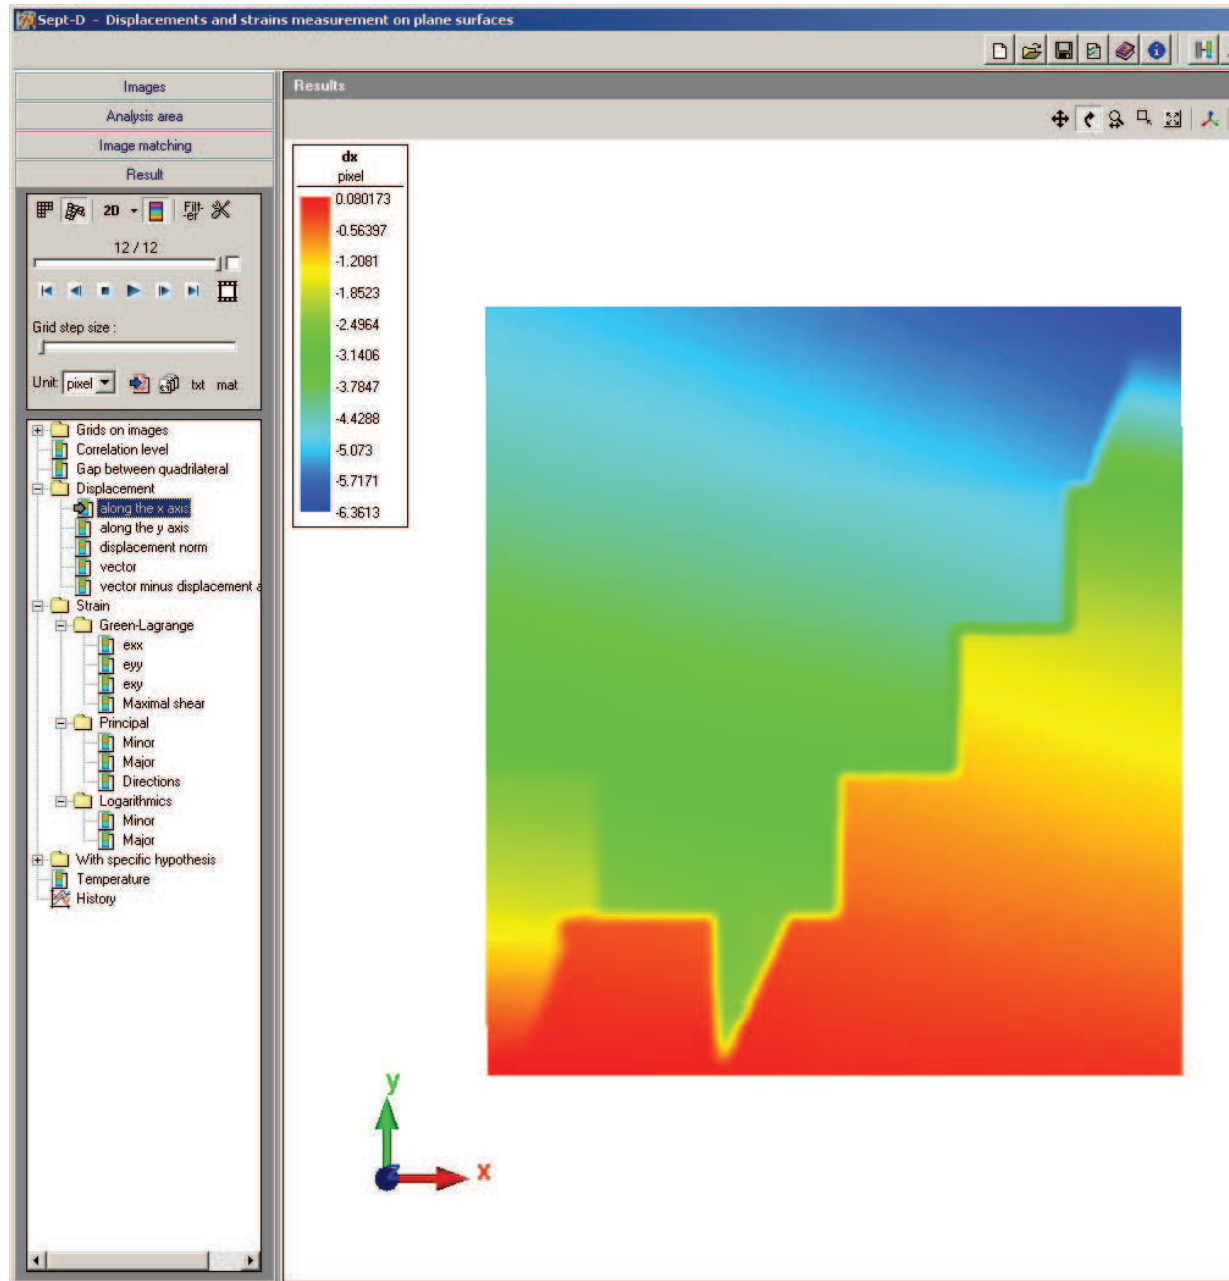 Sept-D - Displacements and strains measurement on plane surfaces
Images
Analysis area
Image matching
Result
2D
Filt-
er
12 / 12
Grid step size :
Unit: pixel
txt mat
Grids on images
Correlation level
Gap between quadrilateral
Displacement
along the x axis
along the y axis
displacement norm
vector
vector minus displacement a
Strain
Green-Lagrange
exx
eyy
exy
Maximal shear
Principal
Minor
Major
Directions
Logarithmics
Minor
Major
With specific hypothesis
Temperature
History
Results
dx
pixel
0.080173
-0.56397
-1.2081
-1.8523
-2.4964
-3.1406
-3.7847
-4.4288
-5.073
-5.7171
-6.3613
y
x